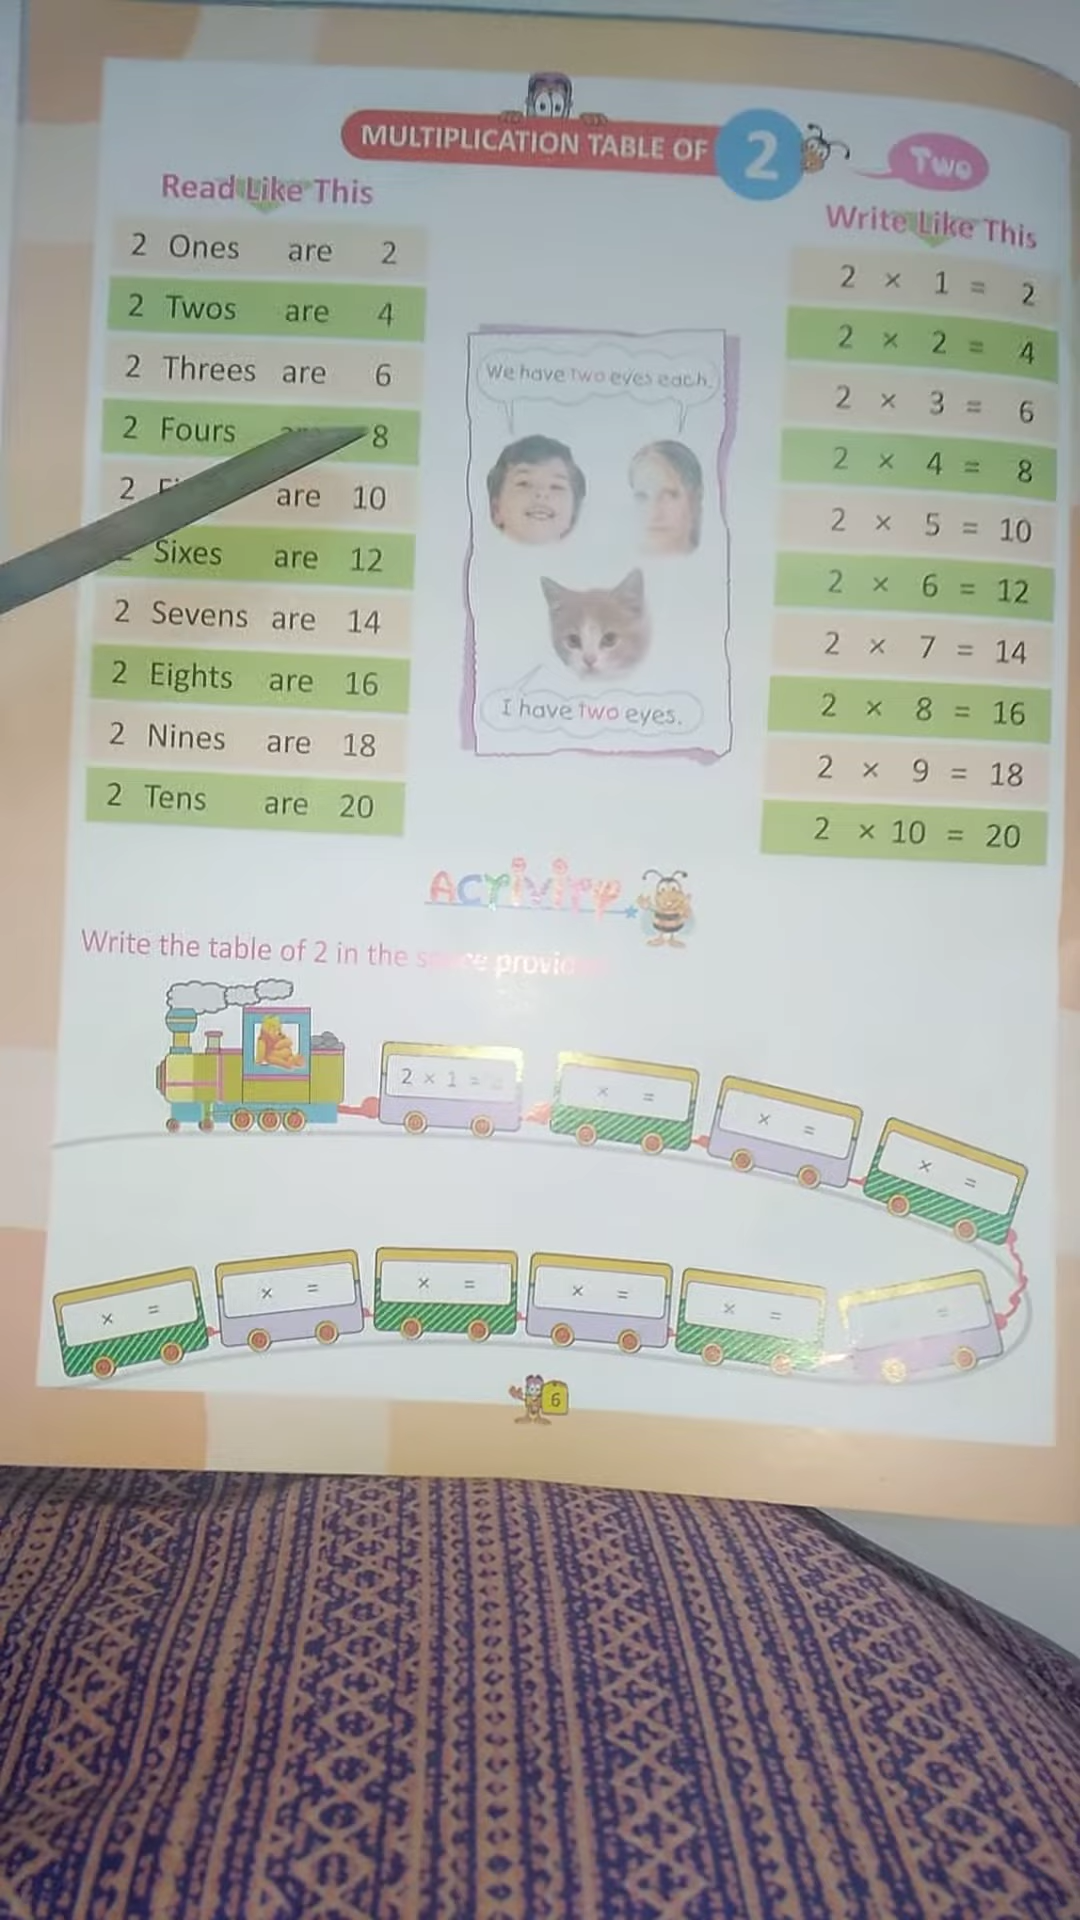 MULTIPLICATION TABLE OF 2
Two
Read Like This
2 Ones are 2
2 Twos are 4
2 Threes are 6
2 Fours 8
2 are 10
Sixes are 12
2 Sevens are 14
2 Eights are 16
2 Nines are 18
2 Tens are 20
We have two eyes each.
I have two eyes.
Write Like This
2 × 1 = 2
2 × 2 = 4
2 × 3 = 6
2 × 4 = 8
2 × 5 = 10
2 × 6 = 12
2 × 7 = 14
2 × 8 = 16
2 × 9 = 18
2 × 10 = 20
ACTIVITY
Write the table of 2 in the
2 × 1 =
× =
× =
× =
=
× =
× =
× =
× =
× =
6